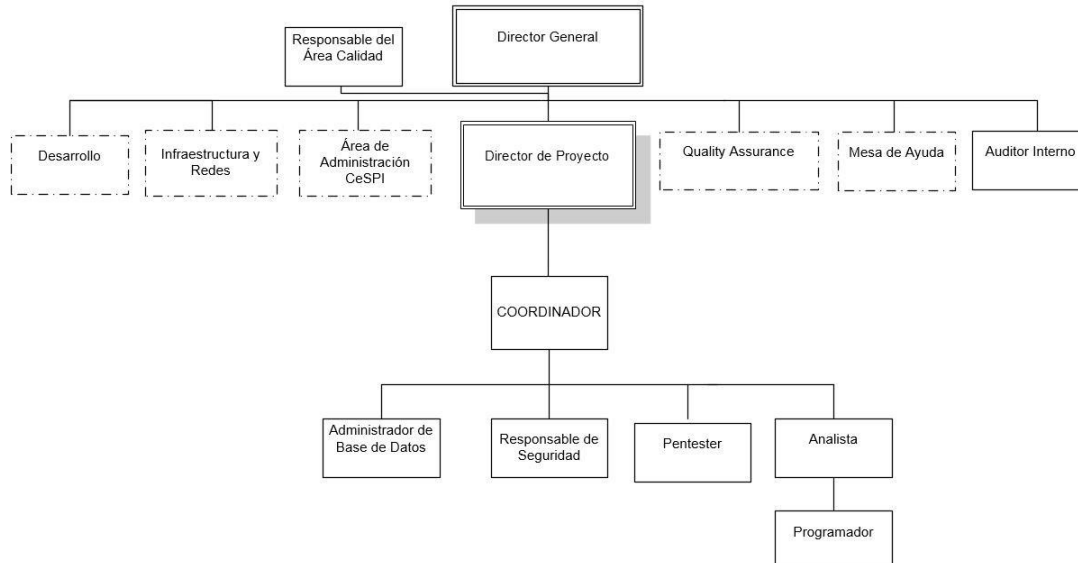 Responsable del
Área Calidad
Director General
Desarrollo
Infraestructura y
Redes
Área de
Administración
CeSPI
Director de Proyecto
Quality Assurance
Mesa de Ayuda
Auditor Interno
COORDINADOR
Administrador de
Base de Datos
Responsable de
Seguridad
Pentester
Analista
Programador